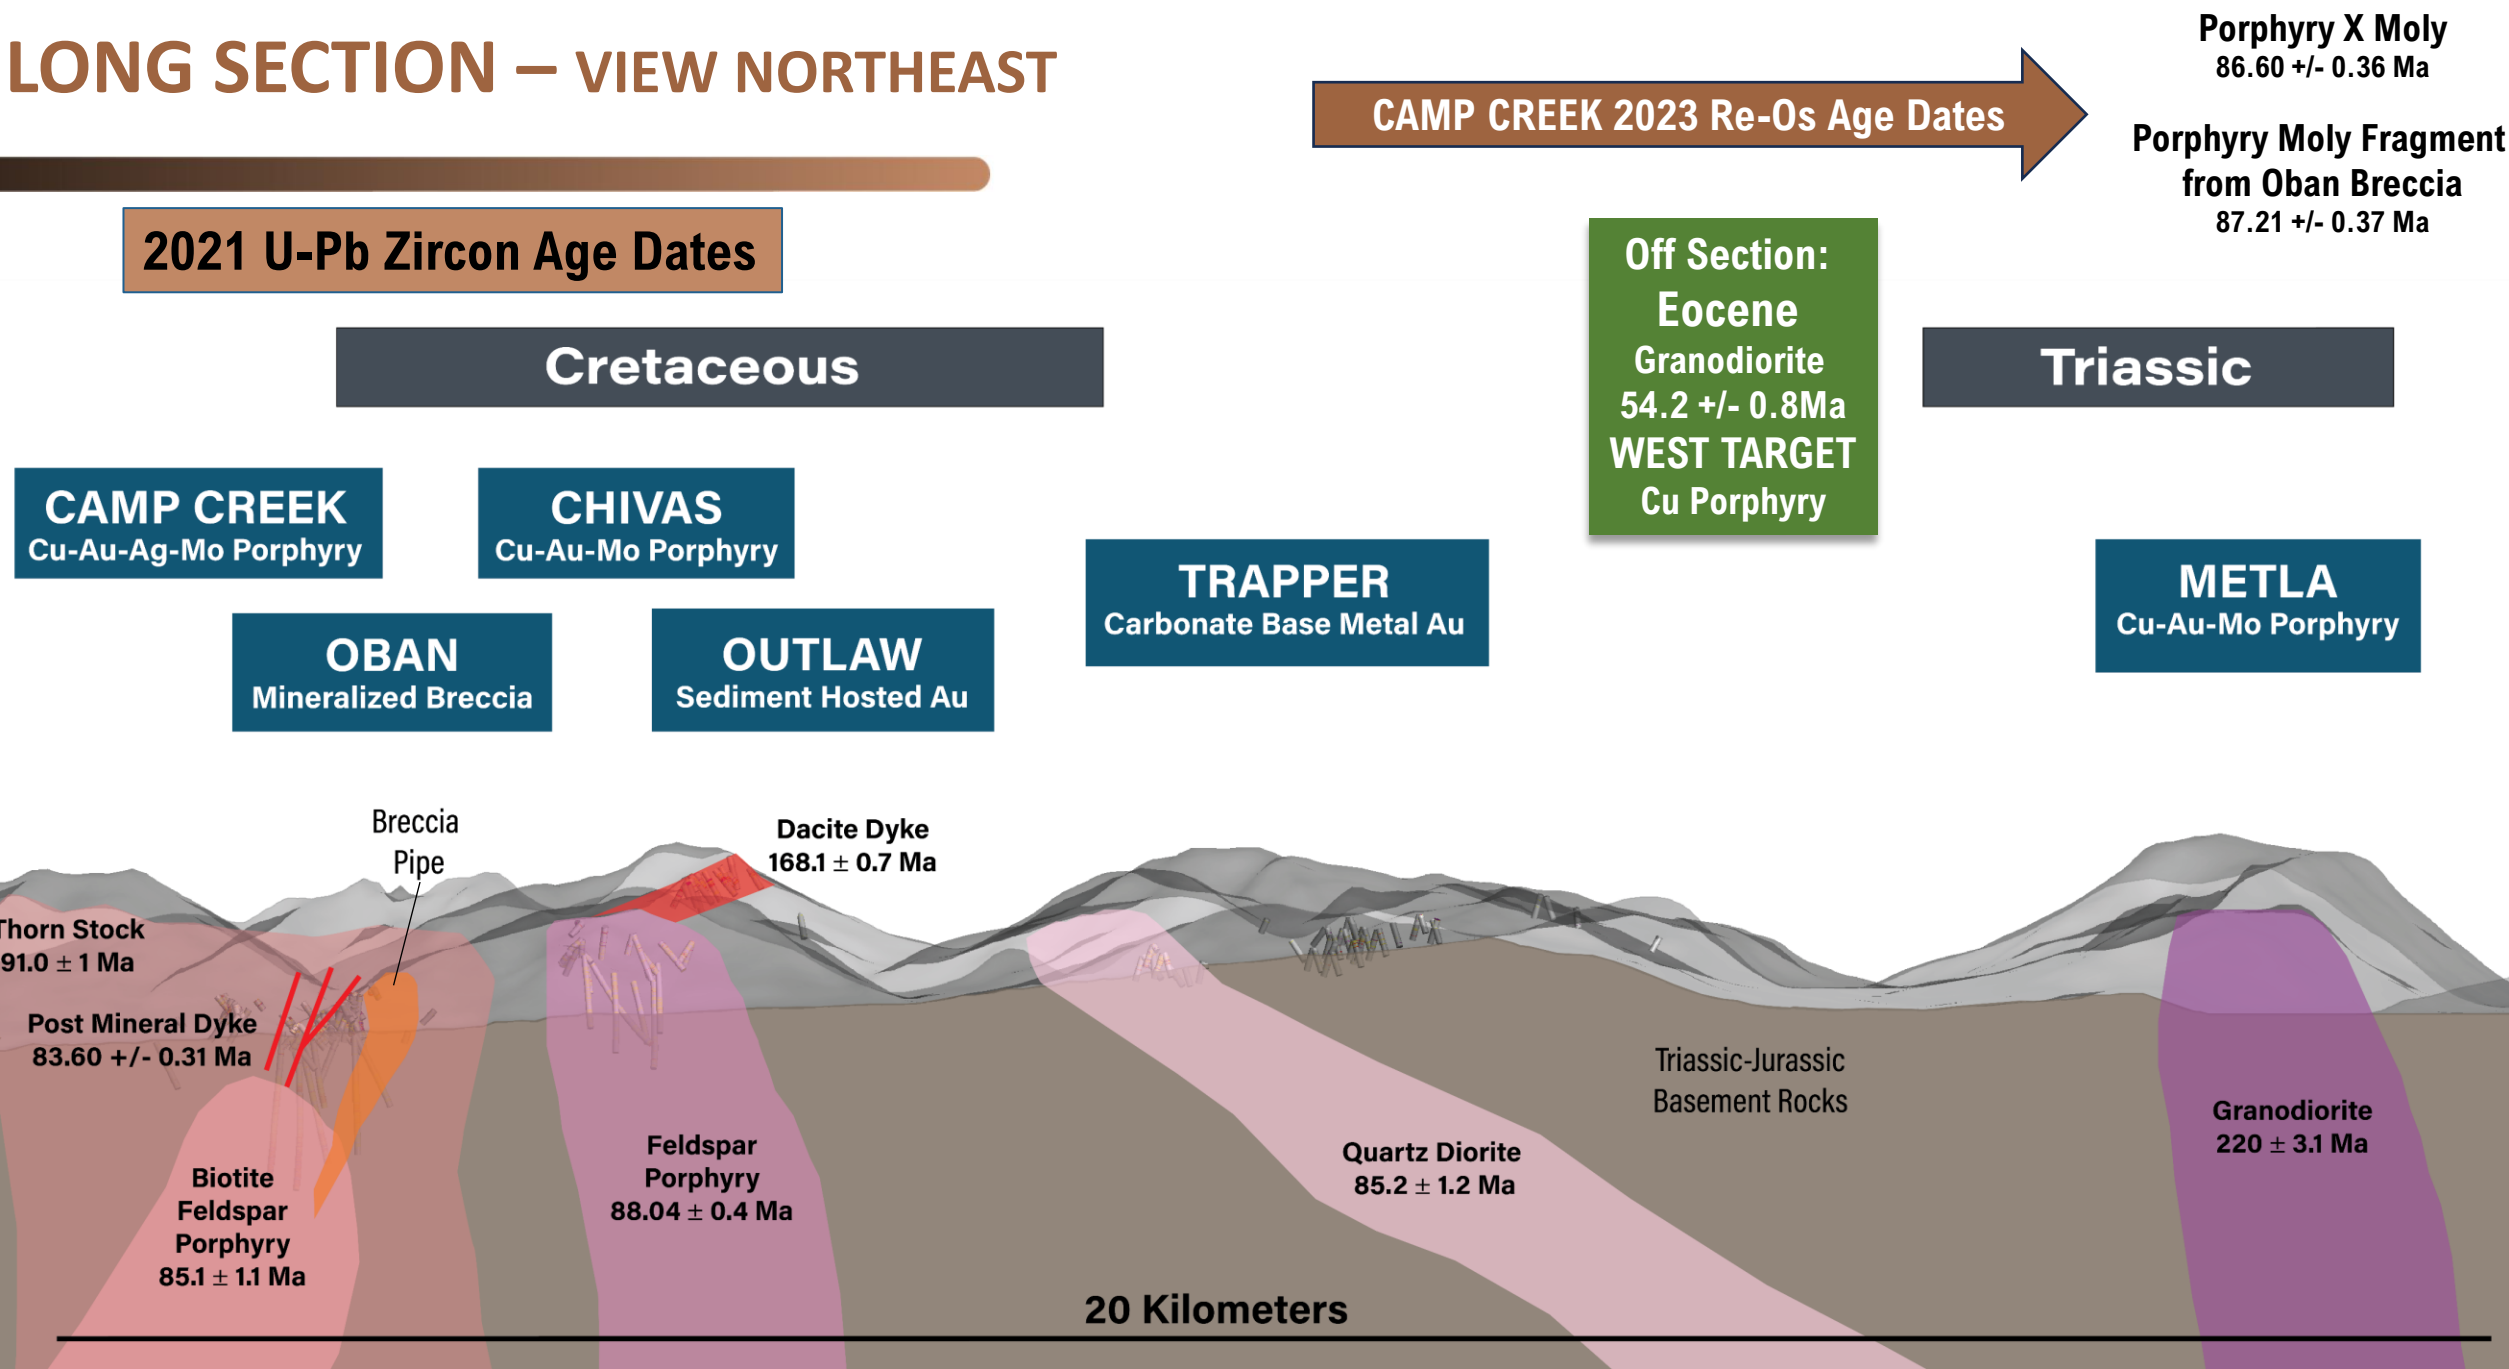 LONG SECTION – VIEW NORTHEAST
CAMP CREEK 2023 Re-Os Age Dates
Porphyry X Moly
86.60 +/- 0.36 Ma
Porphyry Moly Fragment
from Oban Breccia
87.21 +/- 0.37 Ma
2021 U-Pb Zircon Age Dates
Off Section:
Eocene
Granodiorite
54.2 +/- 0.8Ma
WEST TARGET
Cu Porphyry
Cretaceous
Triassic
CAMP CREEK
Cu-Au-Ag-Mo Porphyry
CHIVAS
Cu-Au-Mo Porphyry
OBAN
Mineralized Breccia
OUTLAW
Sediment Hosted Au
TRAPPER
Carbonate Base Metal Au
METLA
Cu-Au-Mo Porphyry
Breccia
Pipe
Dacite Dyke
168.1 ± 0.7 Ma
Thorn Stock
91.0 ± 1 Ma
Post Mineral Dyke
83.60 +/- 0.31 Ma
Biotite
Feldspar
Porphyry
85.1 ± 1.1 Ma
Feldspar
Porphyry
88.04 ± 0.4 Ma
Quartz Diorite
85.2 ± 1.2 Ma
Triassic-Jurassic
Basement Rocks
Granodiorite
220 ± 3.1 Ma
20 Kilometers